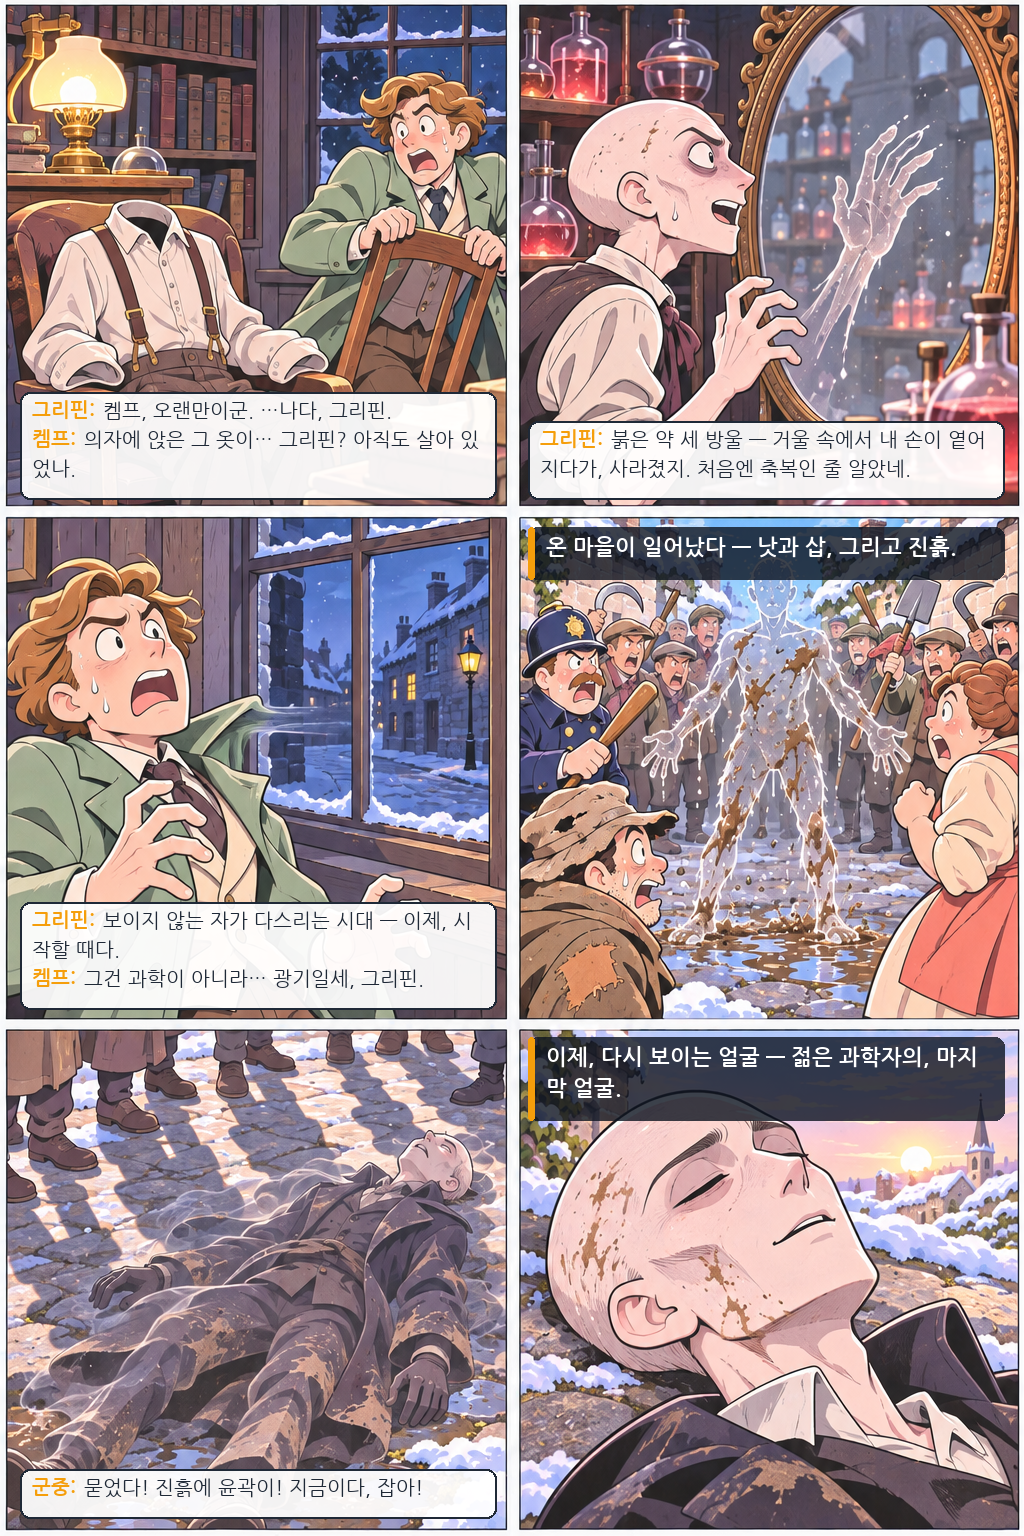 그리핀: 켐프, 오랜만이군. …나다, 그리핀.
켐프: 의자에 앉은 그 옷이… 그리핀? 아직도 살아 있
었나.
그리핀: 붉은 약 세 방울 — 거울 속에서 내 손이 옅어
지다가, 사라졌지. 처음엔 축복인 줄 알았네.
그리핀: 보이지 않는 자가 다스리는 시대 — 이제, 시
작할 때다.
켐프: 그건 과학이 아니라… 광기일세, 그리핀.
온 마을이 일어났다 — 낫과 삽, 그리고 진흙.
군중: 묻었다! 진흙에 윤곽이! 지금이다, 잡아!
이제, 다시 보이는 얼굴 — 젊은 과학자의, 마지
막 얼굴.